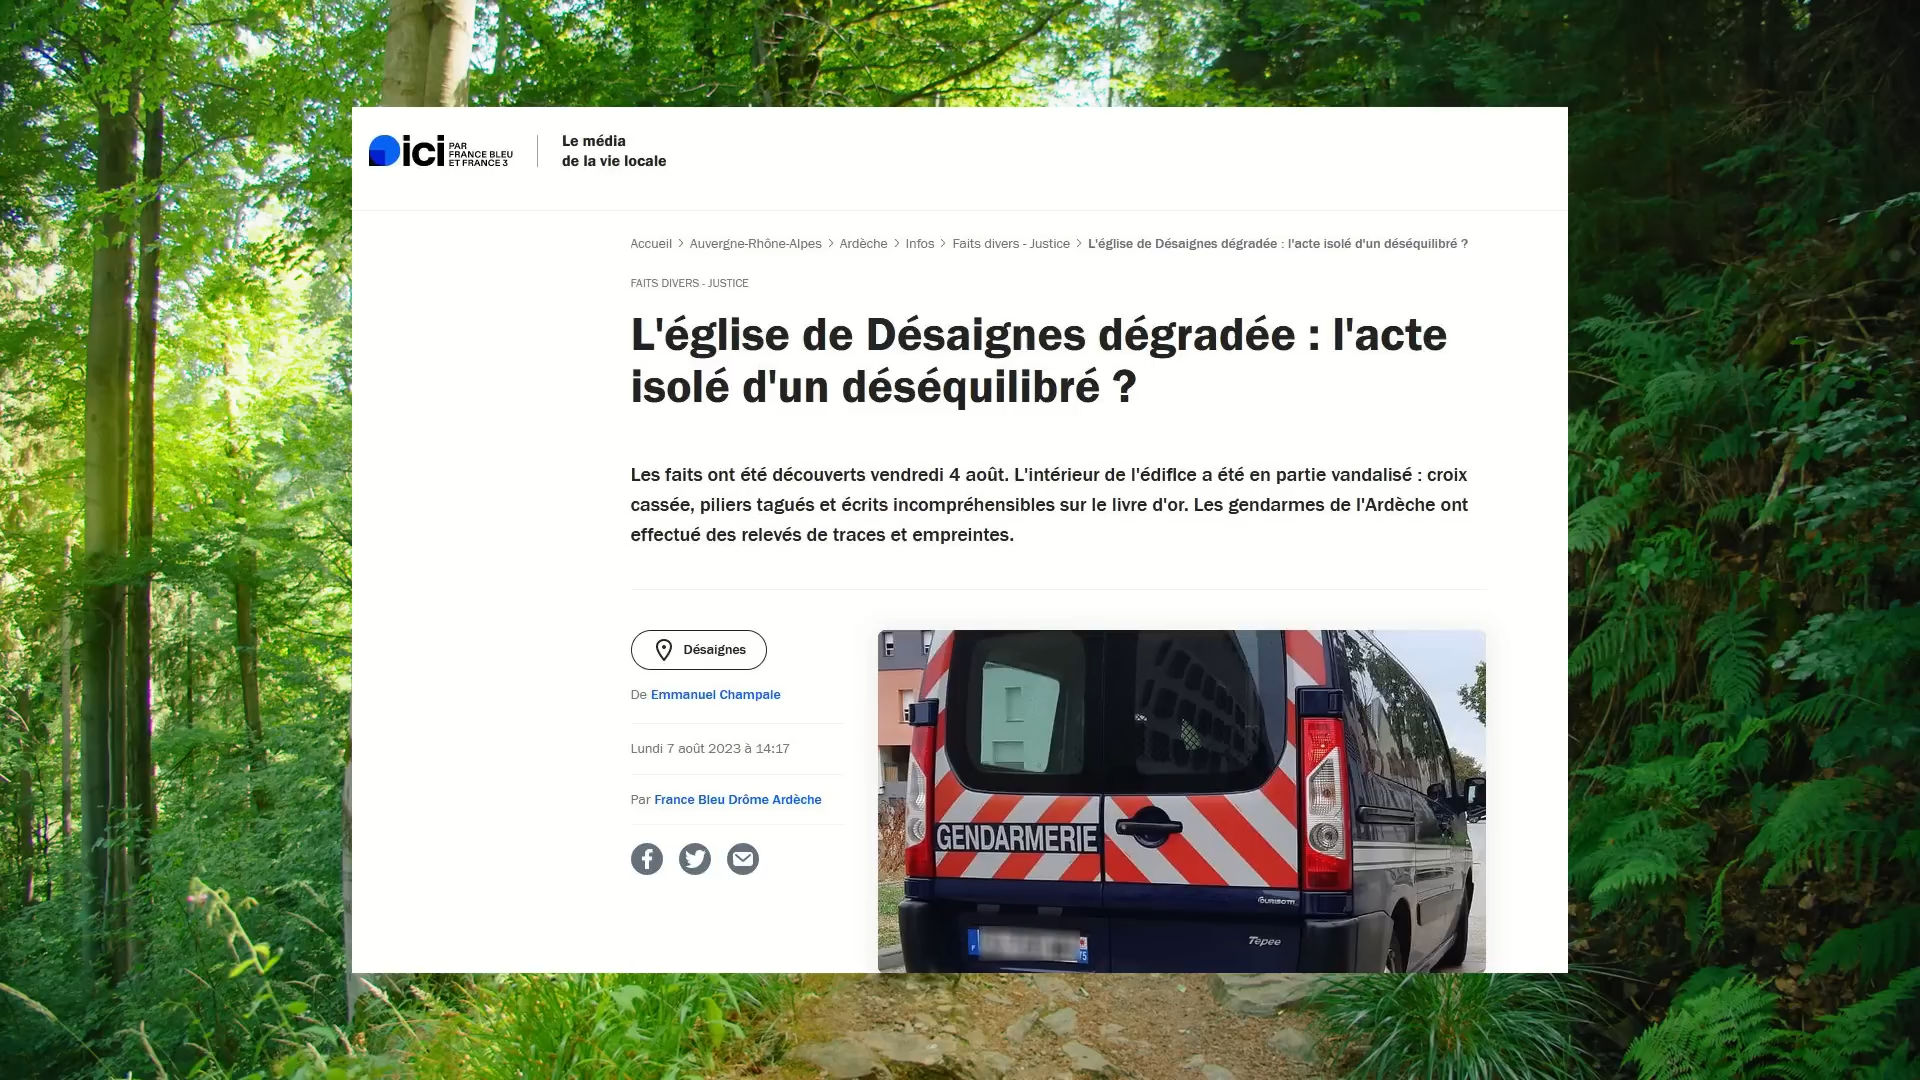 ici PAR
FRANCE BLEU
ET FRANCE 3
Le média
de la vie locale
Accueil > Auvergne-Rhône-Alpes > Ardèche > Infos > Faits divers - Justice > L'église de Désaignes dégradée : l'acte isolé d'un déséquilibré ?
FAITS DIVERS - JUSTICE
L'église de Désaignes dégradée : l'acte
isolé d'un déséquilibré ?
Les faits ont été découverts vendredi 4 août. L'intérieur de l'édifice a été en partie vandalisé : croix
cassée, piliers tagués et écrits incompréhensibles sur le livre d'or. Les gendarmes de l'Ardèche ont
effectué des relevés de traces et empreintes.
Désaignes
De Emmanuel Champale
Lundi 7 août 2023 à 14:17
Par France Bleu Drôme Ardèche
GENDARMERIE
DURISOTTI
Tepee
F
75